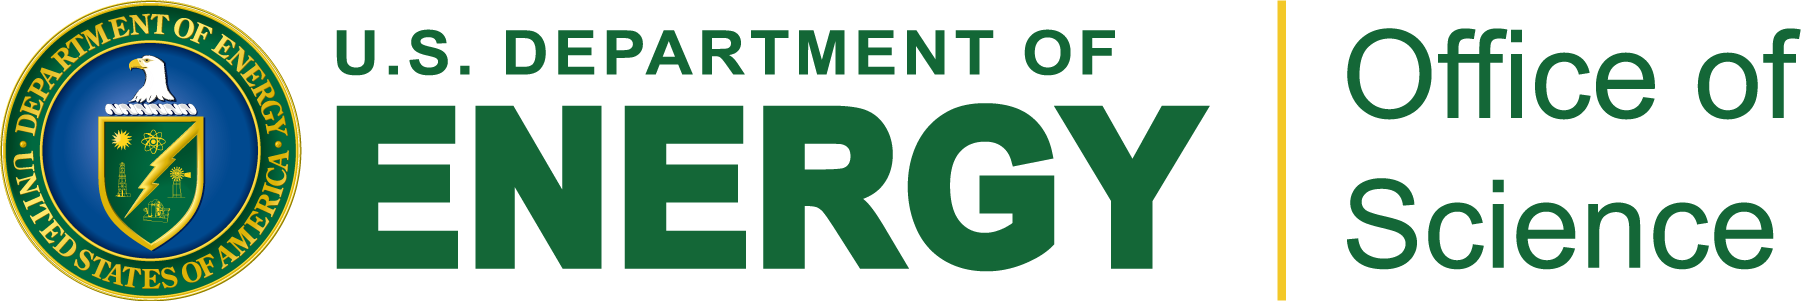 DEPARTMENT OF ENERGY
UNITED STATES OF AMERICA
U.S. DEPARTMENT OF
ENERGY
Office of
Science